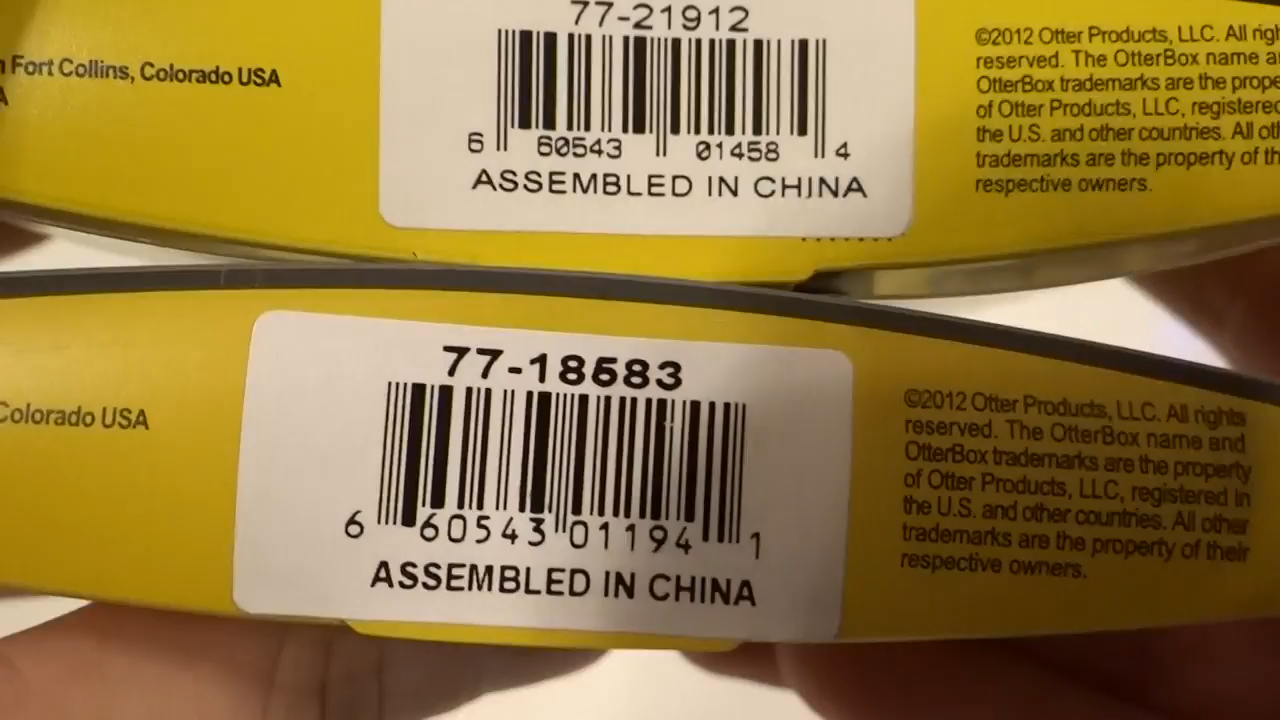 77-21912
6 60543 01458 4
ASSEMBLED IN CHINA
Fort Collins, Colorado USA
©2012 Otter Products, LLC. All
reserved. The OtterBox name
OtterBox trademarks are the
of Otter Products, LLC, registered
the U.S. and other countries. All
trademarks are the property of
respective owners.
77-18583
6 60543 01194 1
ASSEMBLED IN CHINA
Colorado USA
©2012 Otter Products, LLC. All rights
reserved. The OtterBox name and
OtterBox trademarks are the property
of Otter Products, LLC, registered in
the U.S. and other countries. All other
trademarks are the property of their
respective owners.